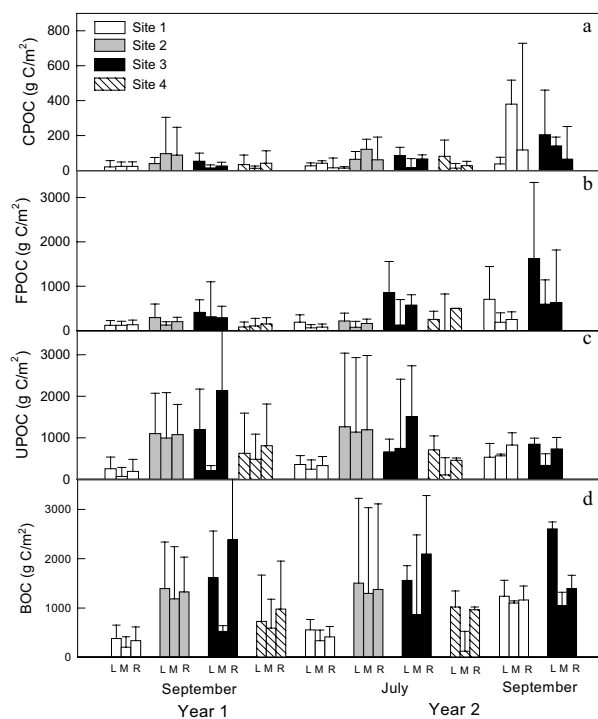 a
Site 1
Site 2
Site 3
Site 4
CPOC (g C/m²)
800
600
400
200
0
b
FPOC (g C/m²)
3000
2000
1000
0
c
UPOC (g C/m²)
3000
2000
1000
0
d
BOC (g C/m²)
3000
2000
1000
0
L M R L M R L M R L M R L M R L M R L M R L M R L M R L M R
September July September
Year 1 Year 2